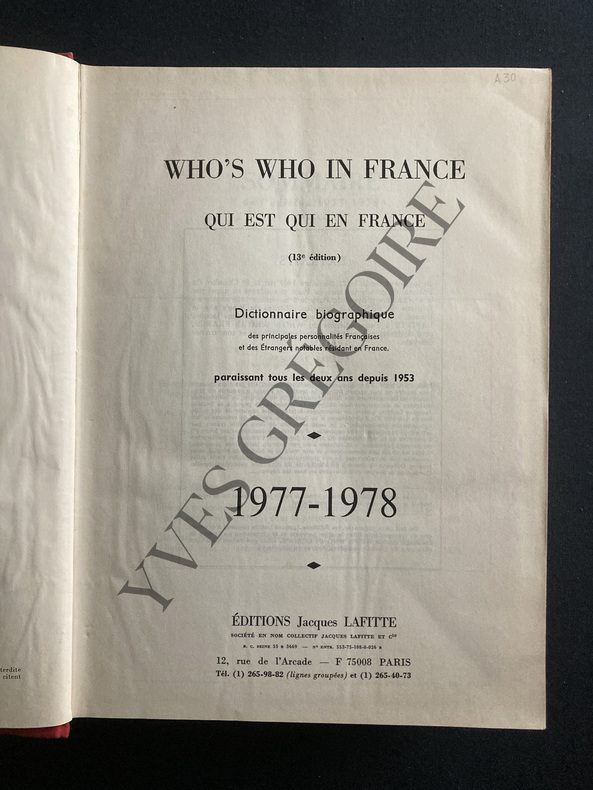 A30
WHO'S WHO IN FRANCE
QUI EST QUI EN FRANCE
(13e édition)
Dictionnaire biographique
des principales personnalités Françaises
et des Étrangers notables résidant en France.
paraissant tous les deux ans depuis 1953
1977-1978
ÉDITIONS Jacques LAFITTE
SOCIÉTÉ EN NOM COLLECTIF JACQUES LAFITTE ET Cie
12, rue de l'Arcade — F 75008 PARIS
Tél. (1) 265-98-82 (lignes groupées) et (1) 265-40-73
YVES GRÉGOIRE
terdite
citent